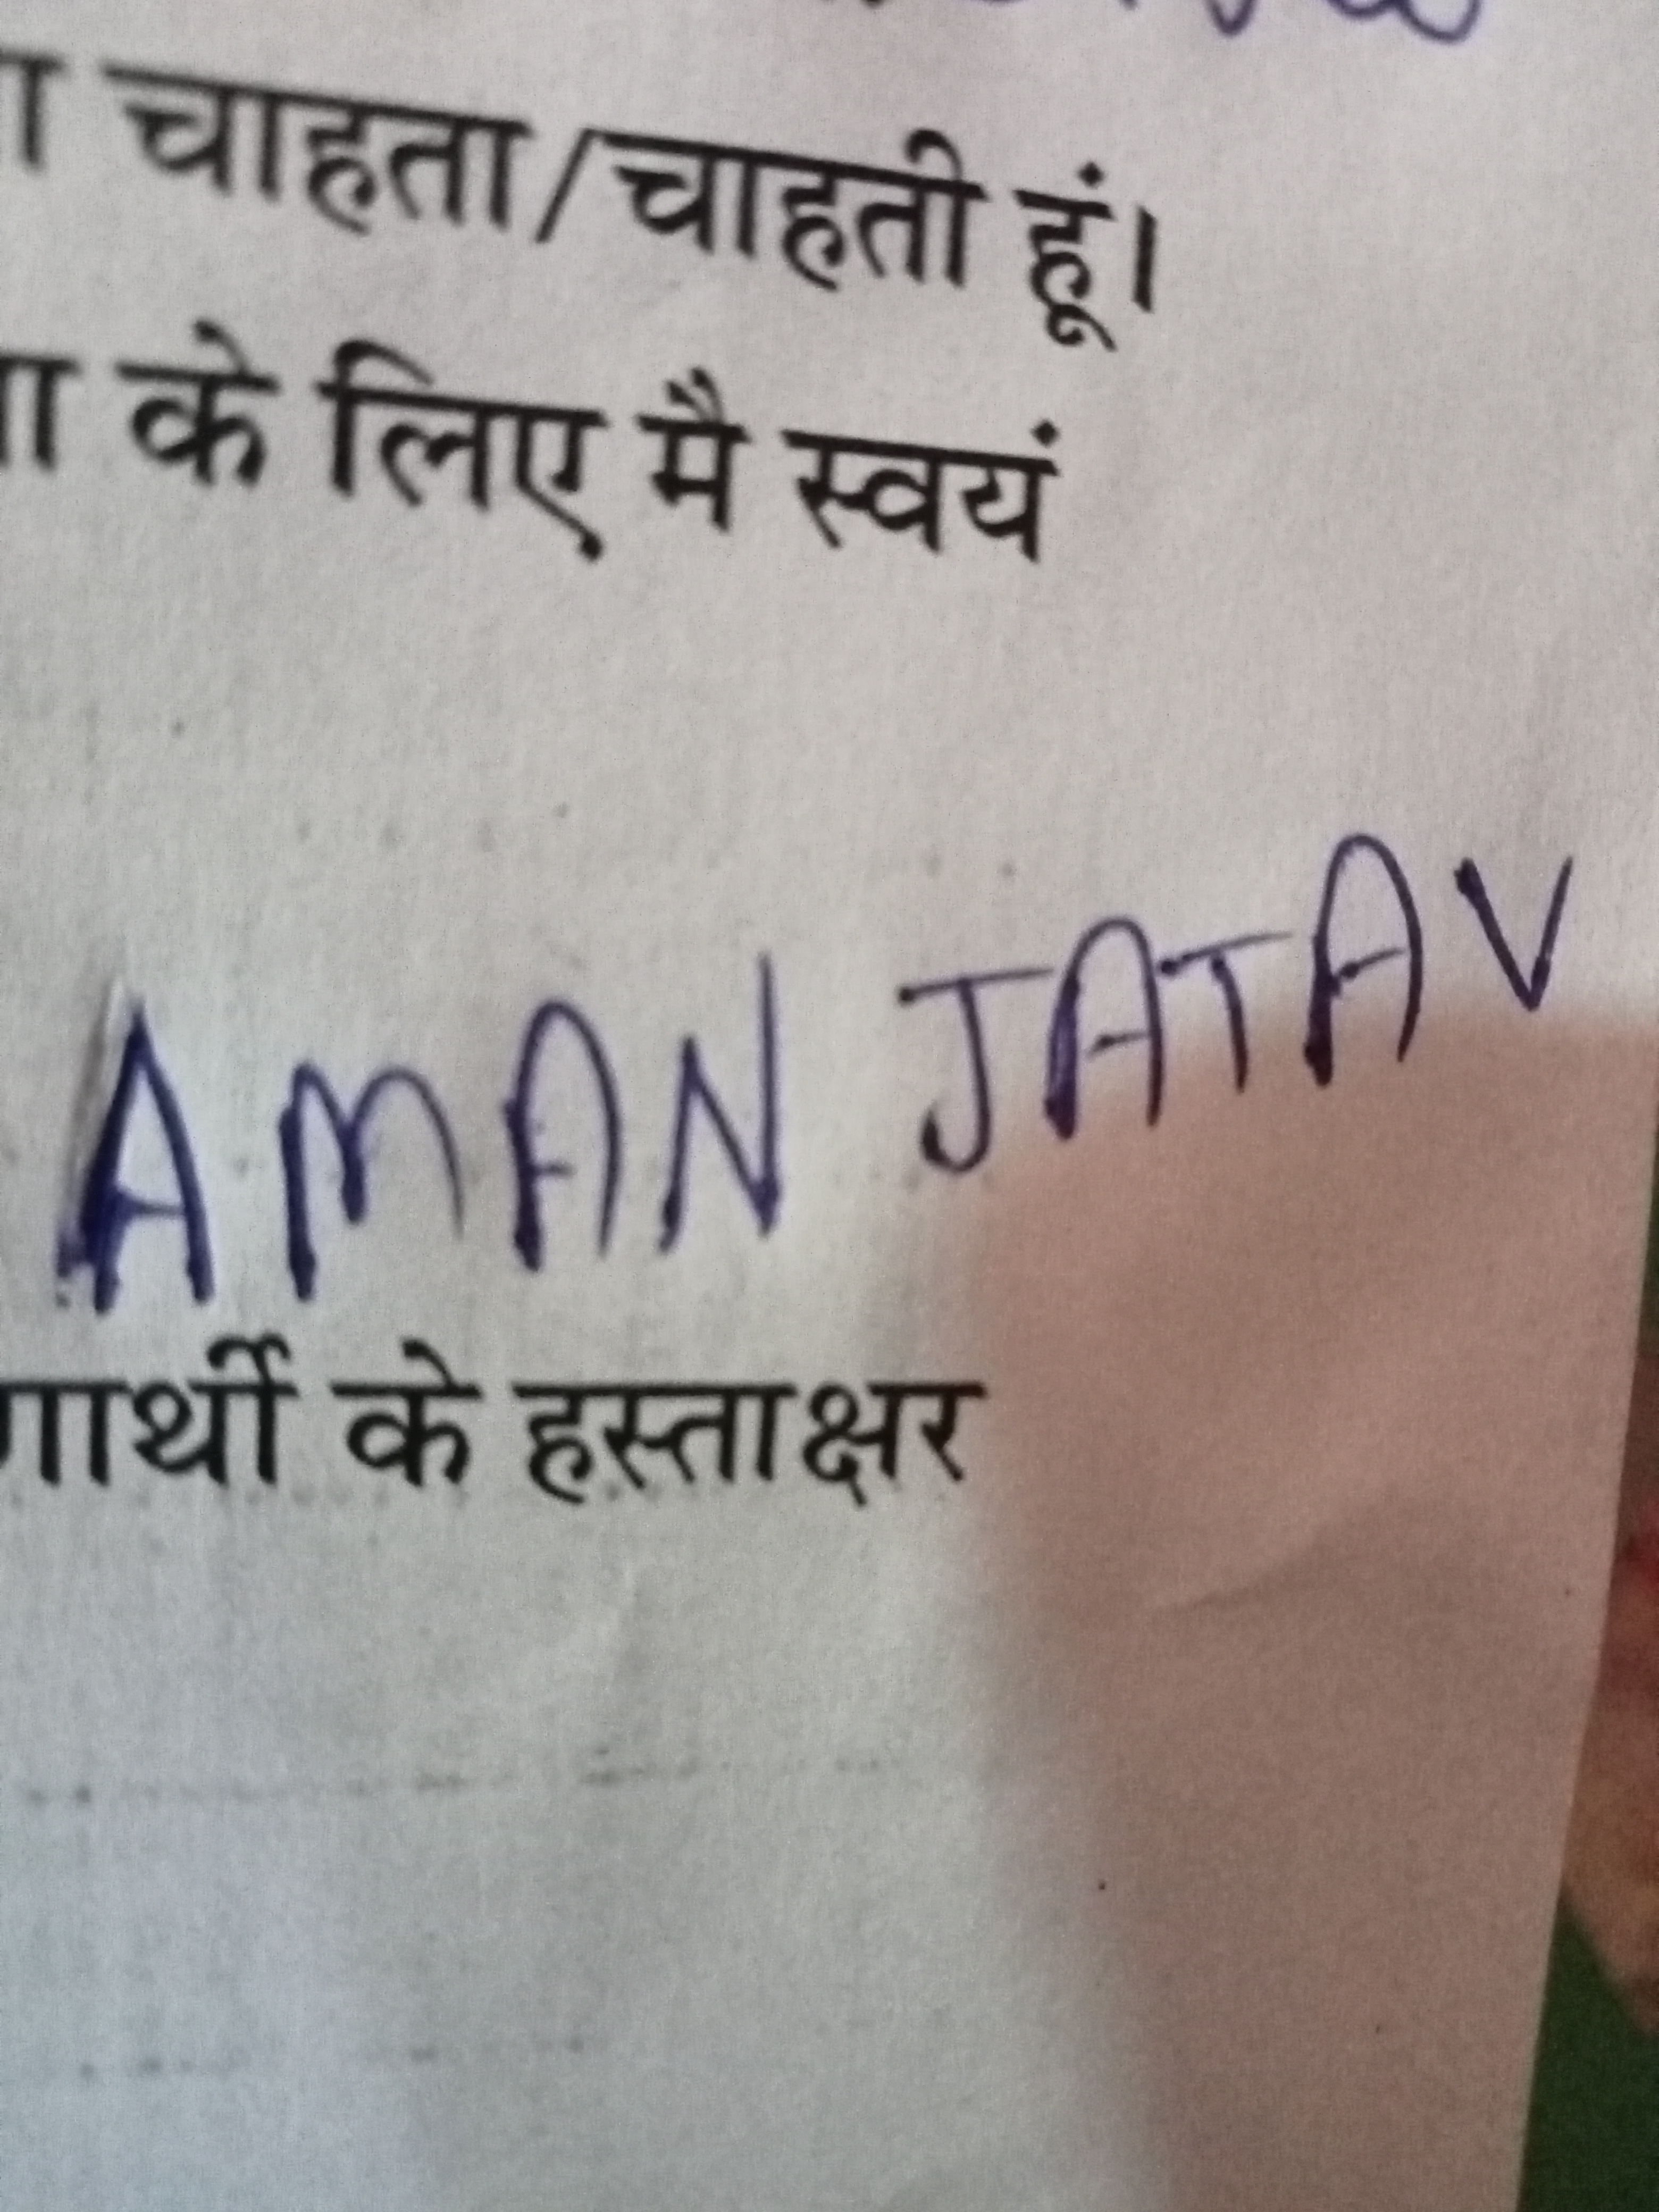 चाहता/चाहती हूं।
के लिए मै स्वयं
AMAN JATAV
के हस्ताक्षर